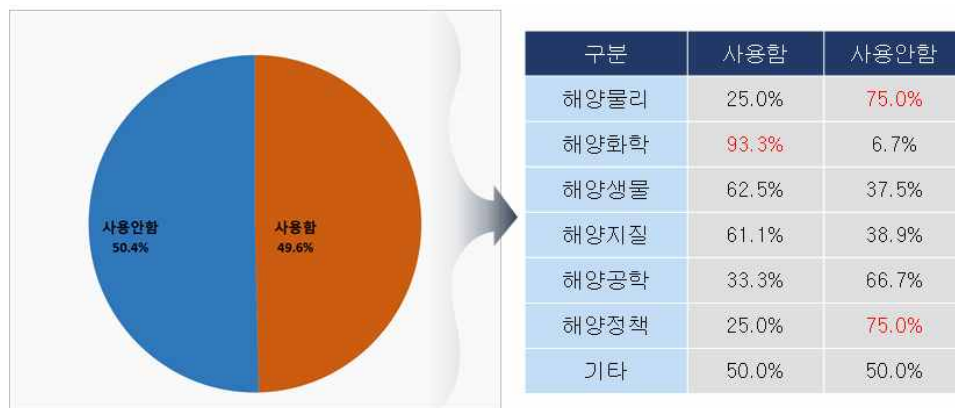 사용안함
50.4%
사용함
49.6%
구분 사용함 사용안함
해양물리 25.0% 75.0%
해양화학 93.3% 6.7%
해양생물 62.5% 37.5%
해양지질 61.1% 38.9%
해양공학 33.3% 66.7%
해양정책 25.0% 75.0%
기타 50.0% 50.0%